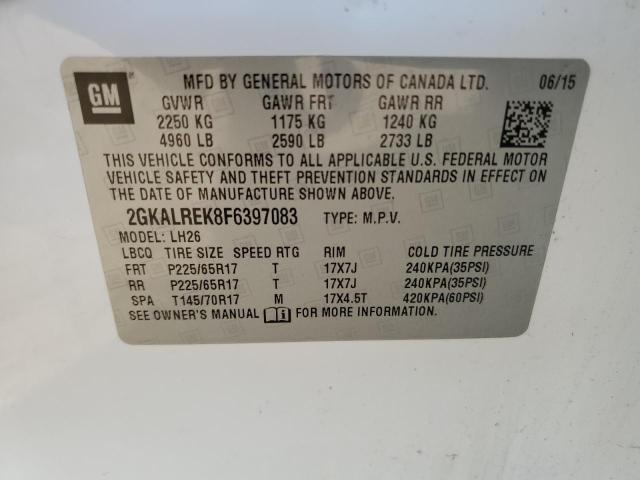 GM
MFD BY GENERAL MOTORS OF CANADA LTD. 06/15
GVWR GAWR FRT GAWR RR
2250 KG 1175 KG 1240 KG
4960 LB 2590 LB 2733 LB
THIS VEHICLE CONFORMS TO ALL APPLICABLE U.S. FEDERAL MOTOR
VEHICLE SAFETY AND THEFT PREVENTION STANDARDS IN EFFECT ON
THE DATE OF MANUFACTURE SHOWN ABOVE.
2GKALREK8F6397083 TYPE: M.P.V.
MODEL: LH26
LBCQ TIRE SIZE SPEED RTG RIM COLD TIRE PRESSURE
FRT P225/65R17 T 17X7J 240KPA(35PSI)
RR P225/65R17 T 17X7J 240KPA(35PSI)
SPA T145/70R17 M 17X4.5T 420KPA(60PSI)
SEE OWNER'S MANUAL FOR MORE INFORMATION.